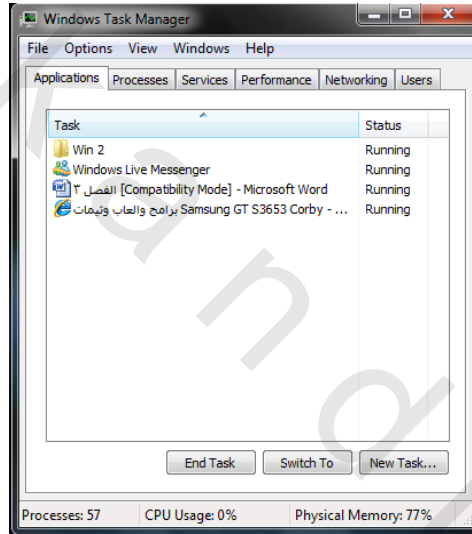 Windows Task Manager
File Options View Windows Help
Applications Processes Services Performance Networking Users
Task Status
Win 2 Running
Windows Live Messenger Running
الفصل ٣ [Compatibility Mode] - Microsoft Word Running
برامج والعاب وثيمات Samsung GT S3653 Corby - ... Running
End Task Switch To New Task...
Processes: 57 CPU Usage: 0% Physical Memory: 77%